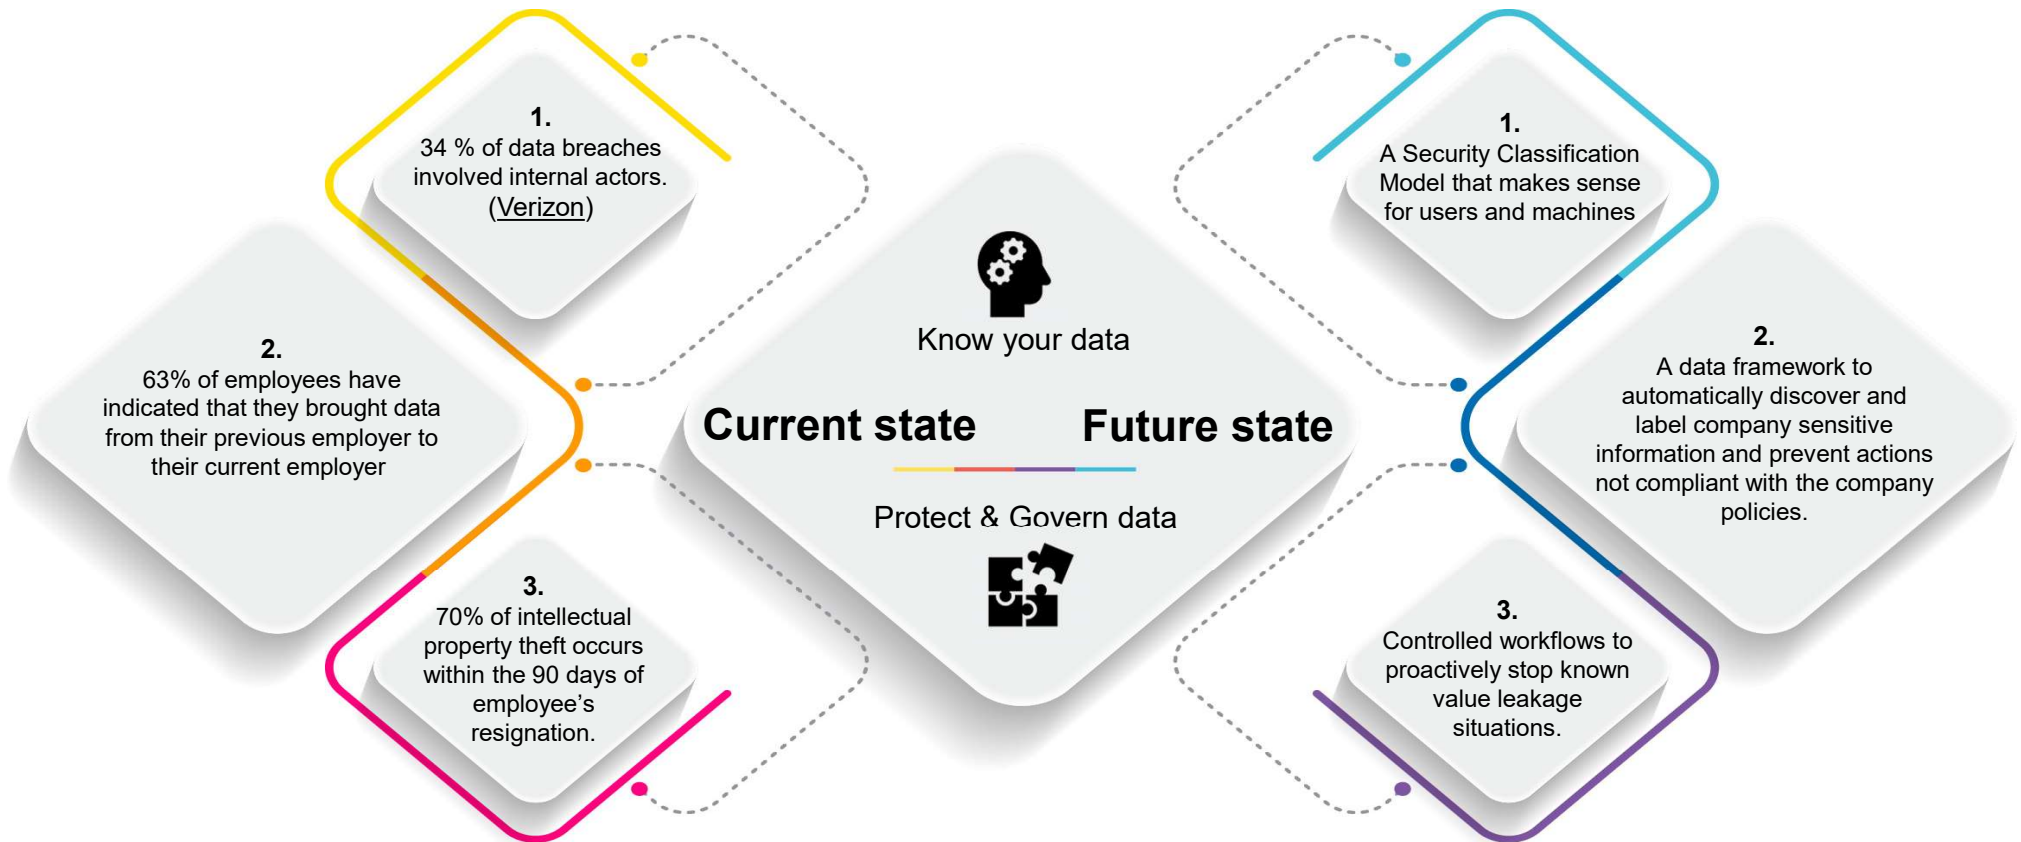 1.
34 % of data breaches
involved internal actors.
(Verizon)
2.
63% of employees have
indicated that they brought data
from their previous employer to
their current employer
3.
70% of intellectual
property theft occurs
within the 90 days of
employee’s
resignation.
Know your data
Current state
Future state
Protect & Govern data
1.
A Security Classification
Model that makes sense
for users and machines
2.
A data framework to
automatically discover and
label company sensitive
information and prevent actions
not compliant with the company
policies.
3.
Controlled workflows to
proactively stop known
value leakage
situations.